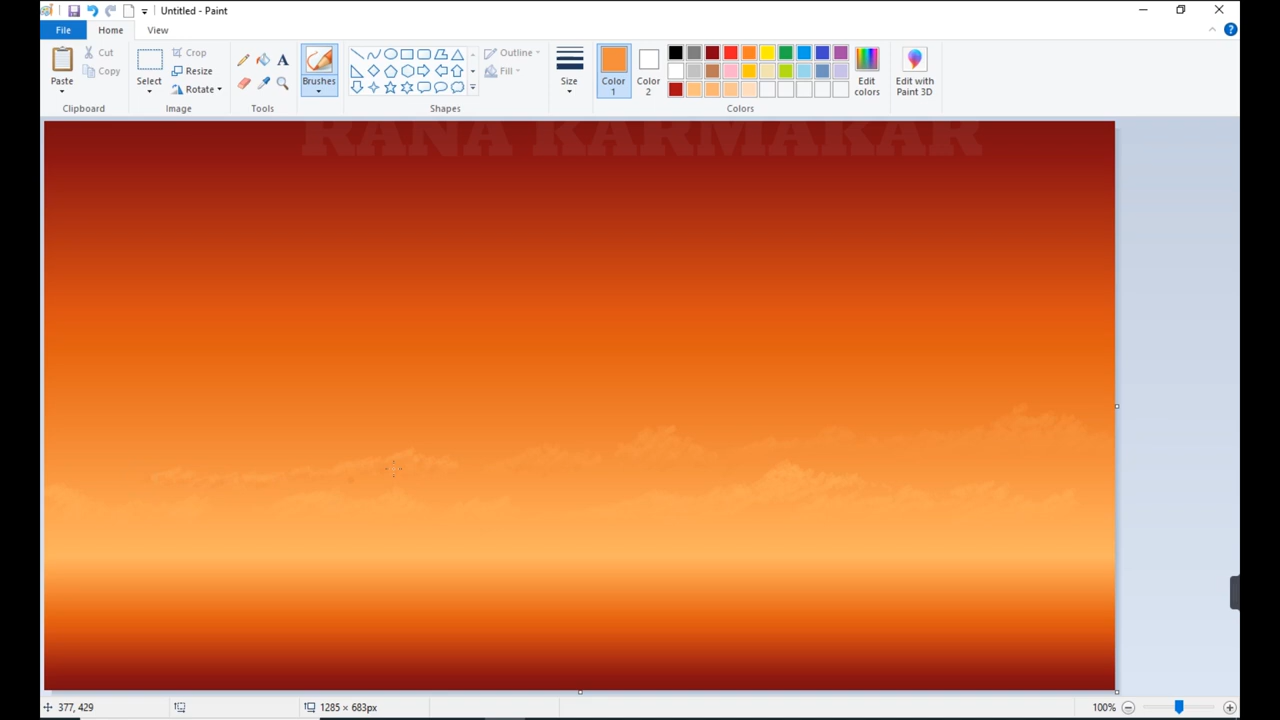 Untitled - Paint
File Home View
Paste
Cut
Copy
Clipboard
Select
Crop
Resize
Rotate
Image
Tools
Brushes
Shapes
Outline
Fill
Size
Color 1
Color 2
Colors
Edit colors
Edit with Paint 3D
RANA KARMAKAR
377, 429
1285 × 683px
100%